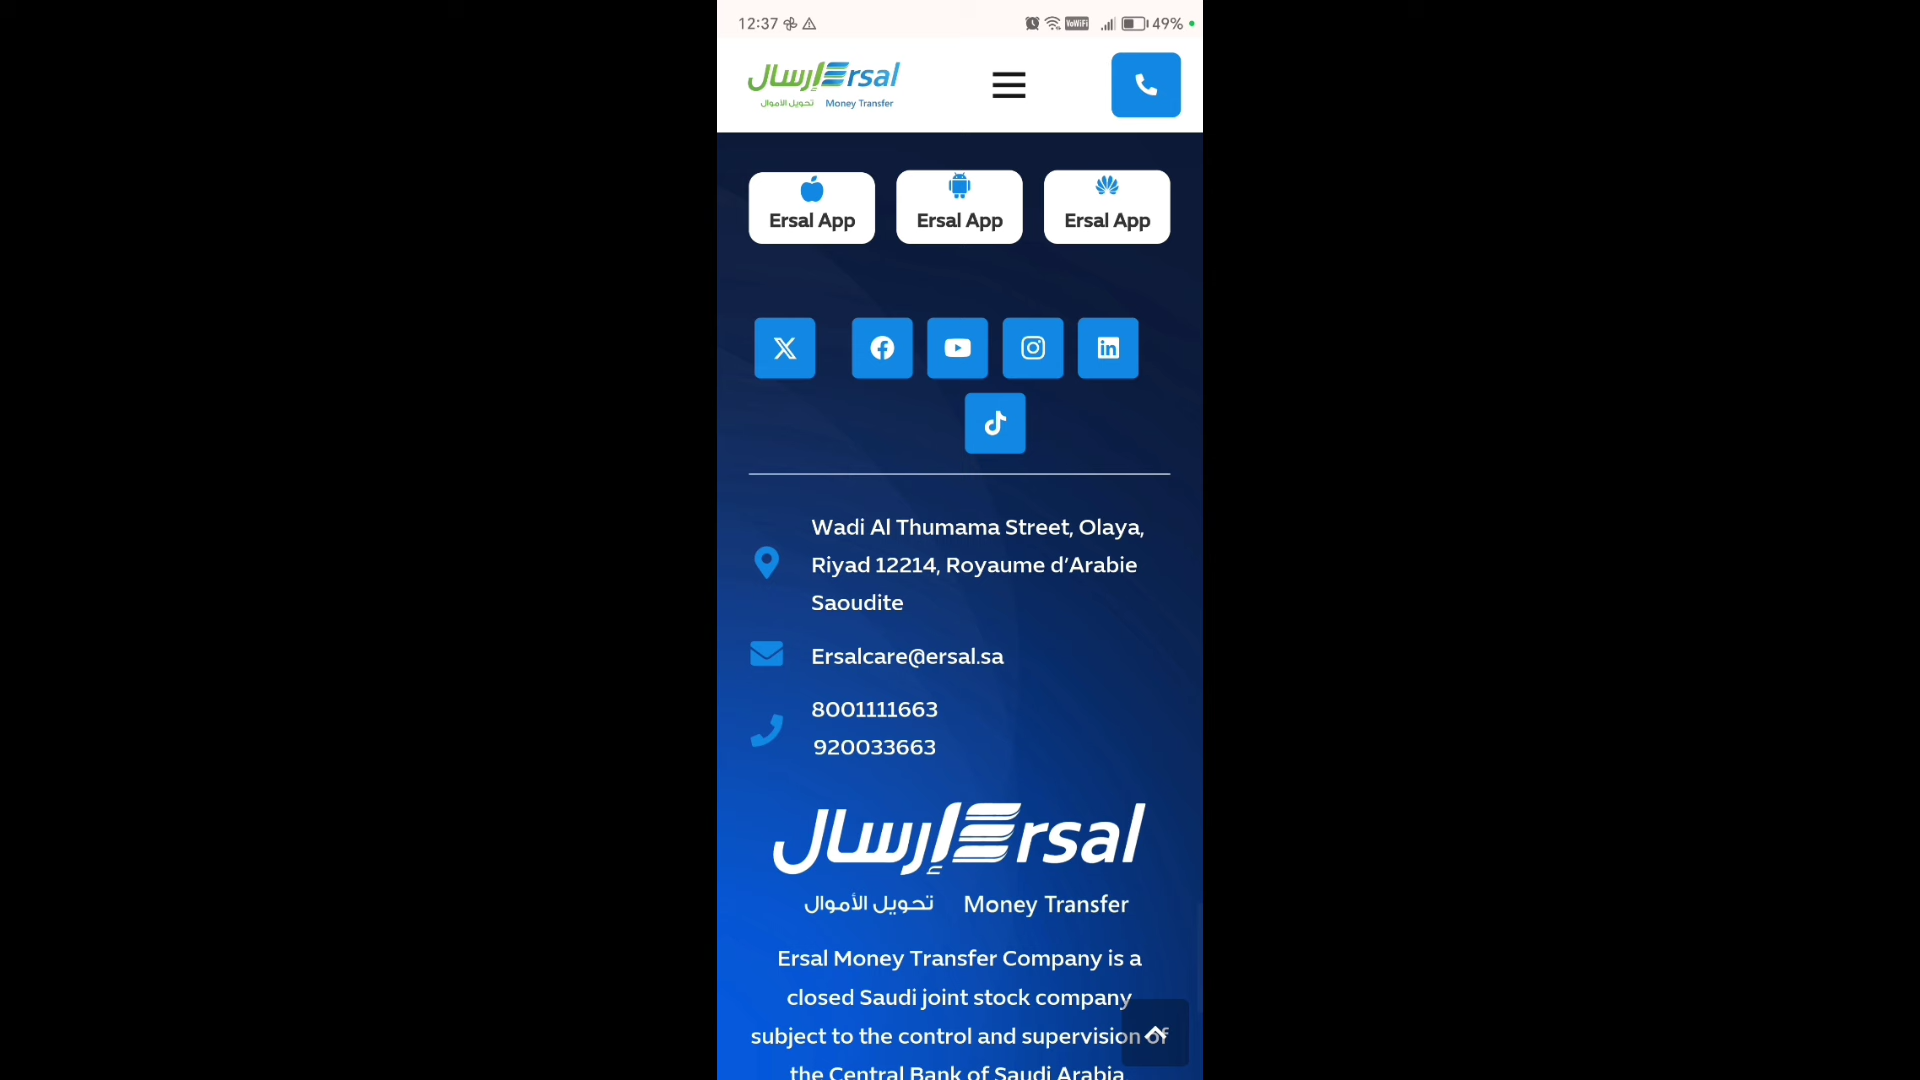 12:37
VoWiFi
49%
إرسال Ersal
تحويل الأموال Money Transfer
Ersal App
Ersal App
Ersal App
Wadi Al Thumama Street, Olaya,
Riyad 12214, Royaume d’Arabie
Saoudite
Ersalcare@ersal.sa
8001111663
920033663
إرسال Ersal
تحويل الأموال Money Transfer
Ersal Money Transfer Company is a
closed Saudi joint stock company
subject to the control and supervision of
the Central Bank of Saudi Arabia